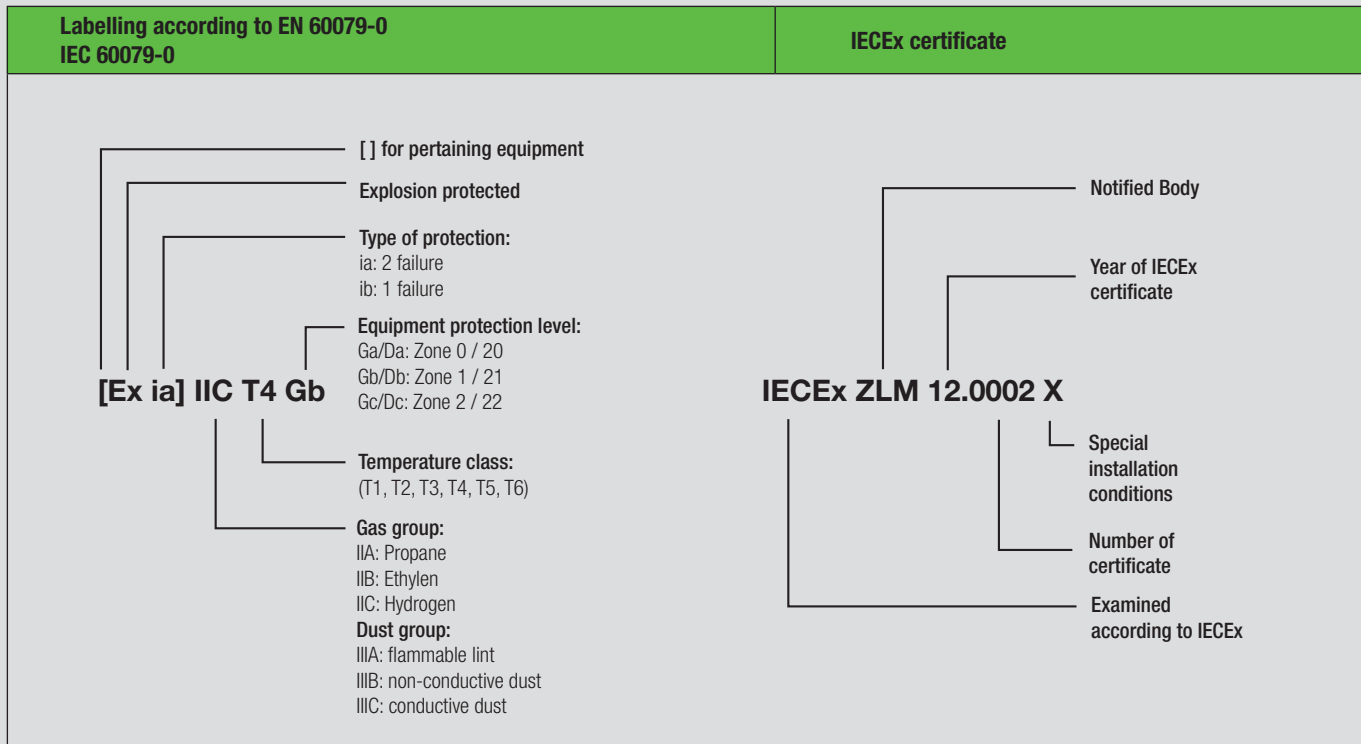 Labelling according to EN 60079-0
IEC 60079-0
IECEx certificate
[ ] for pertaining equipment
Explosion protected
Type of protection:
ia: 2 failure
ib: 1 failure
Equipment protection level:
Ga/Da: Zone 0 / 20
Gb/Db: Zone 1 / 21
Gc/Dc: Zone 2 / 22
[Ex ia] IIC T4 Gb
Temperature class:
(T1, T2, T3, T4, T5, T6)
Gas group:
IIA: Propane
IIB: Ethylen
IIC: Hydrogen
Dust group:
IIIA: flammable lint
IIIB: non-conductive dust
IIIC: conductive dust
Notified Body
Year of IECEx
certificate
IECEx ZLM 12.0002 X
Special
installation
conditions
Number of
certificate
Examined
according to IECEx